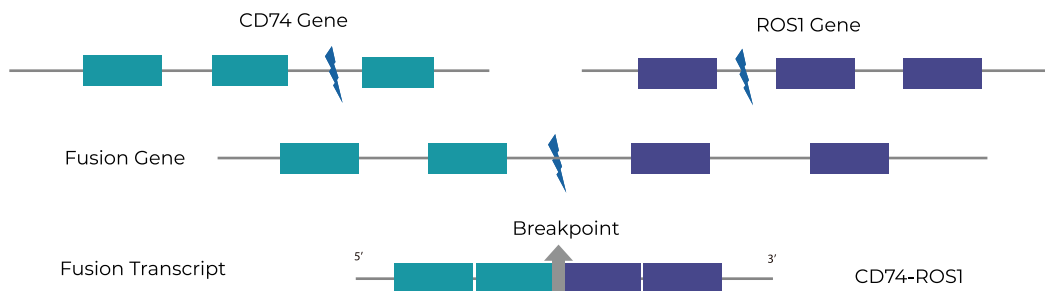 CD74 Gene
ROS1 Gene
Fusion Gene
Breakpoint
5′
3′
Fusion Transcript
CD74-ROS1